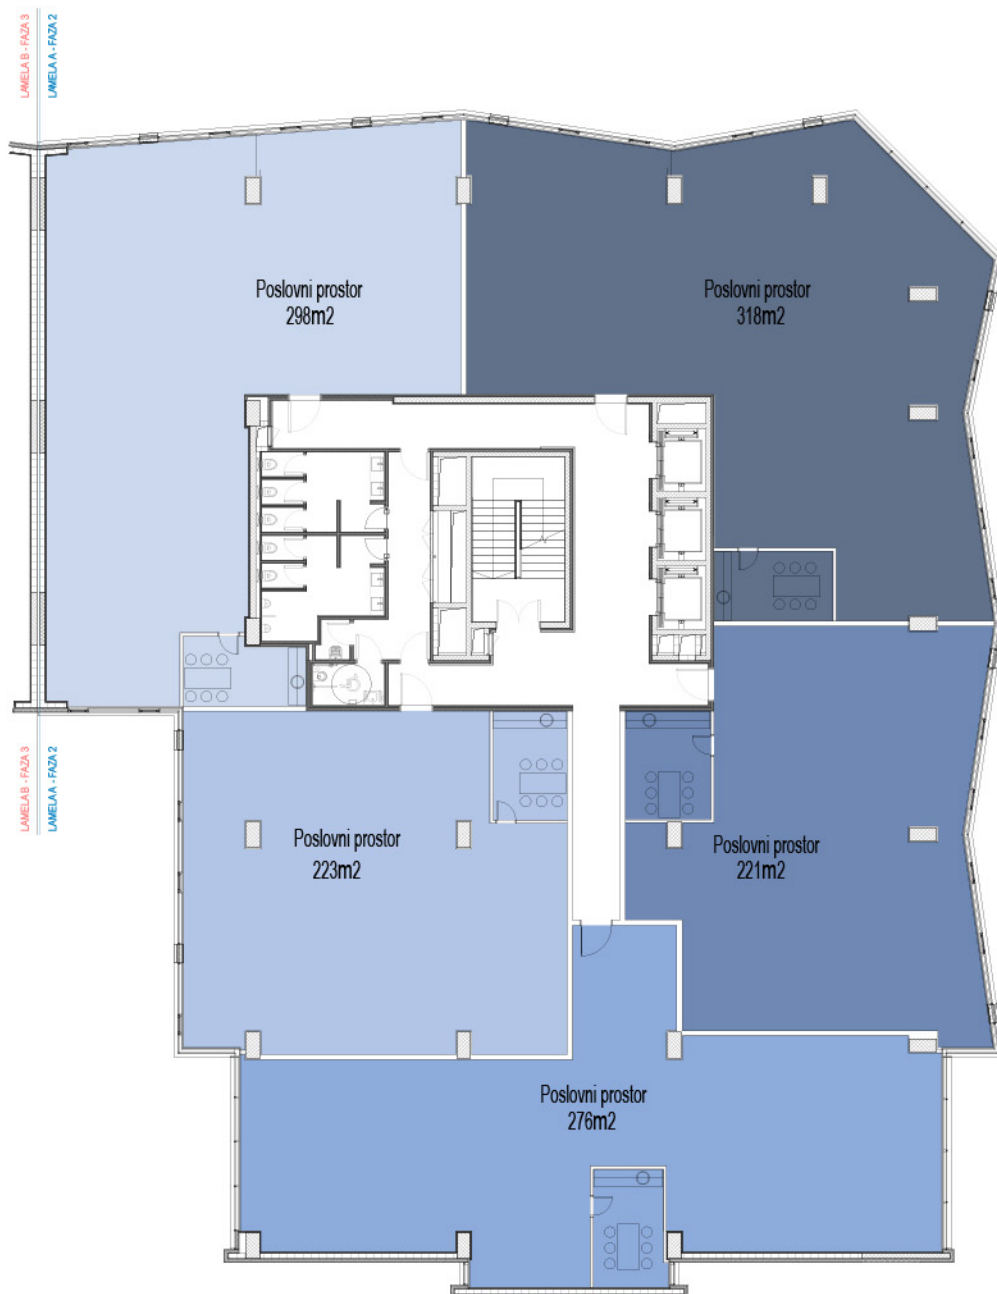 LAMELA B - FAZA 3
LAMELA A - FAZA 2
Poslovni prostor
298m2
Poslovni prostor
318m2
LAMELA B - FAZA 3
LAMELA A - FAZA 2
Poslovni prostor
223m2
Poslovni prostor
221m2
Poslovni prostor
276m2